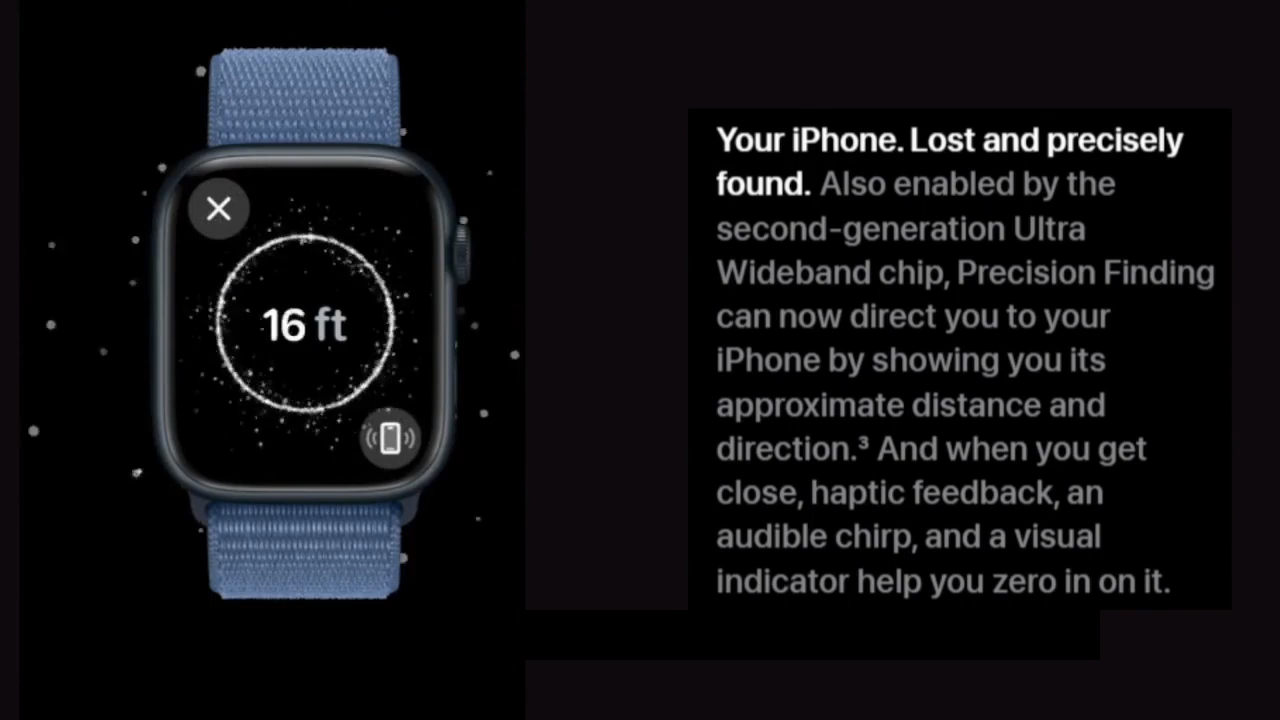 16 ft
Your iPhone. Lost and precisely
found. Also enabled by the
second-generation Ultra
Wideband chip, Precision Finding
can now direct you to your
iPhone by showing you its
approximate distance and
direction.³ And when you get
close, haptic feedback, an
audible chirp, and a visual
indicator help you zero in on it.